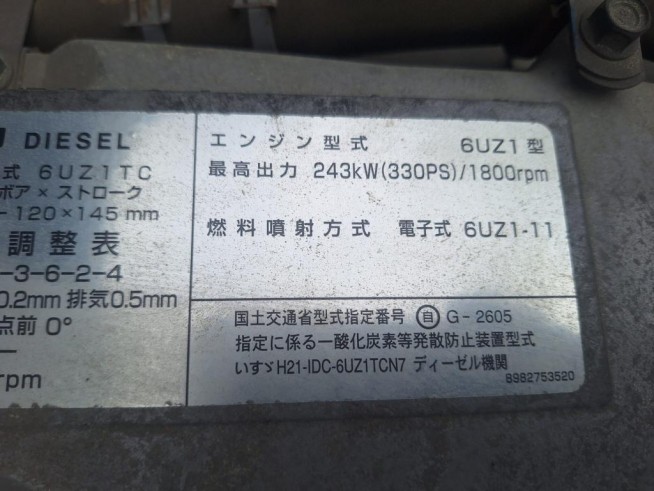 DIESEL
式 6UZ1TC
ボア×ストローク
120×145mm
調整表
-3-6-2-4
0.2mm 排気0.5mm
点前 0°
rpm
エンジン型式 6UZ1型
最高出力 243kW(330PS)/1800rpm
燃料噴射方式 電子式 6UZ1-11
国土交通省型式指定番号 自 G-2605
指定に係る一酸化炭素等発散防止装置型式
いすゞH21-IDC-6UZ1TCN7 ディーゼル機関
8982753520